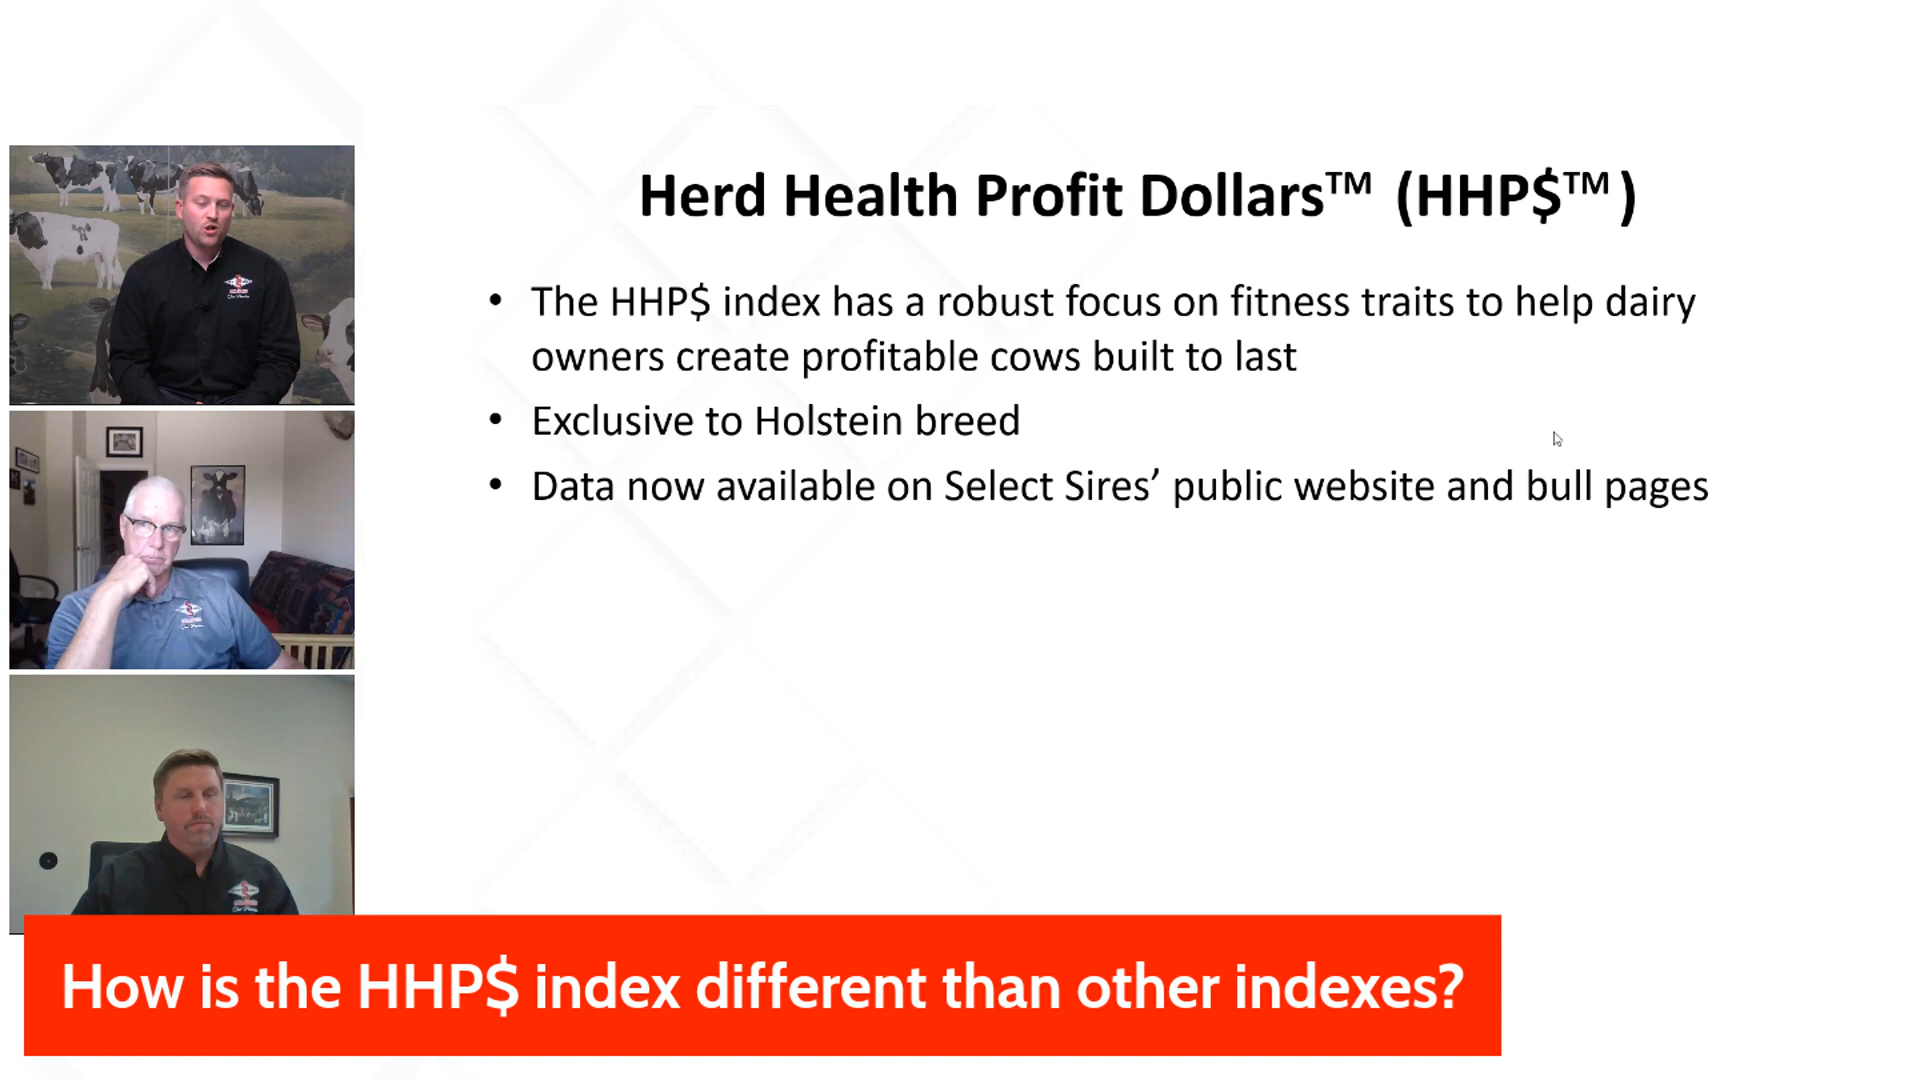 Herd Health Profit Dollars™ (HHP$™)
• The HHP$ index has a robust focus on fitness traits to help dairy
owners create profitable cows built to last
• Exclusive to Holstein breed
• Data now available on Select Sires’ public website and bull pages
How is the HHP$ index different than other indexes?